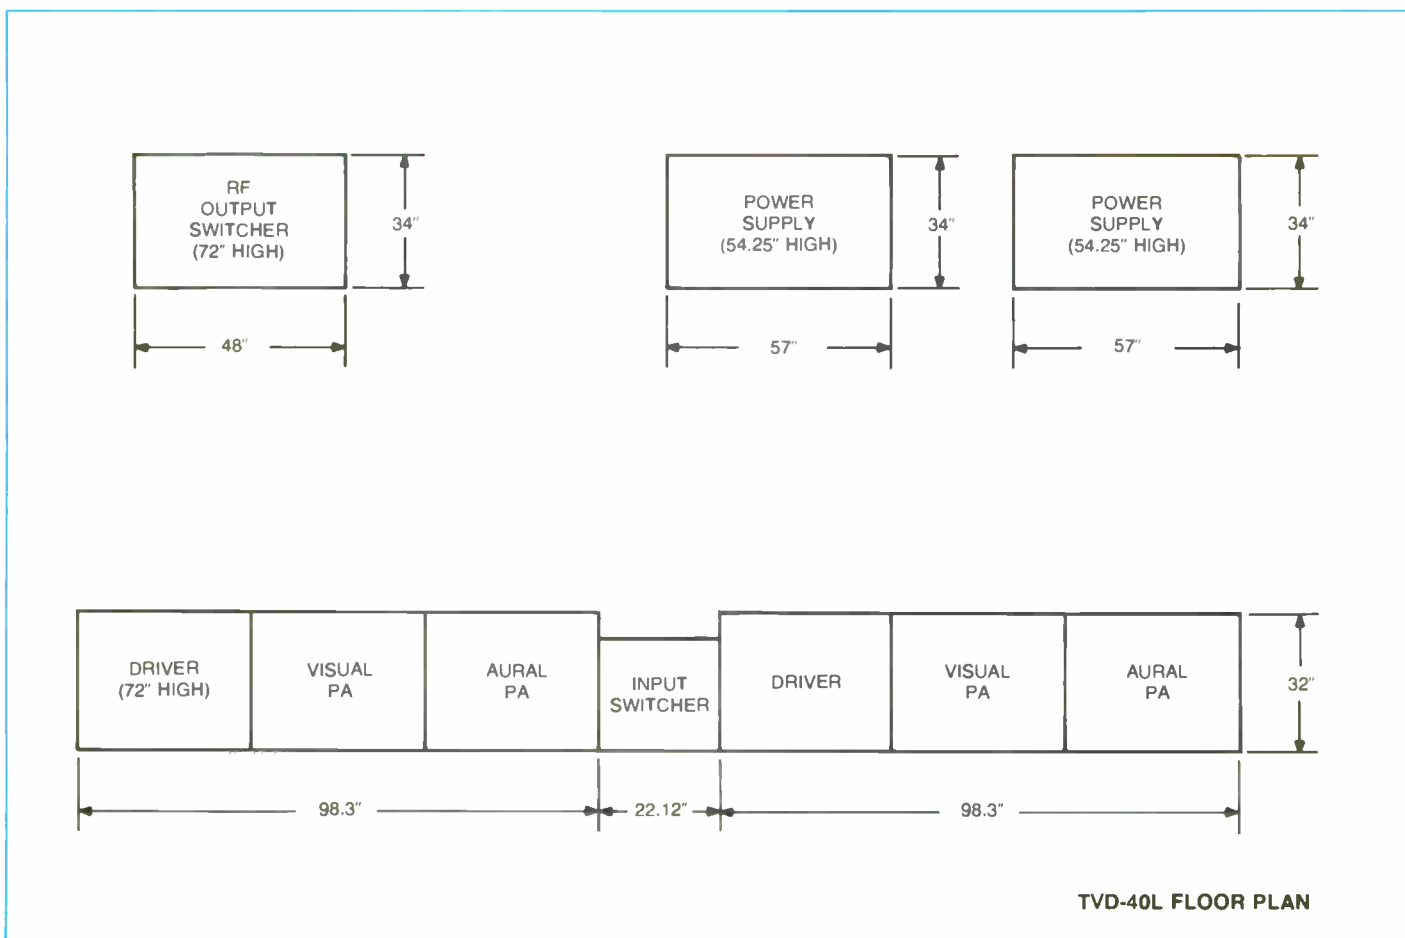 RF
OUTPUT
SWITCHER
(72" HIGH)
34"
48"
POWER
SUPPLY
(54.25" HIGH)
34"
57"
POWER
SUPPLY
(54.25" HIGH)
34"
57"
DRIVER
(72" HIGH)
VISUAL
PA
AURAL
PA
INPUT
SWITCHER
DRIVER
VISUAL
PA
AURAL
PA
32"
98.3"
22.12"
98.3"
TVD-40L FLOOR PLAN